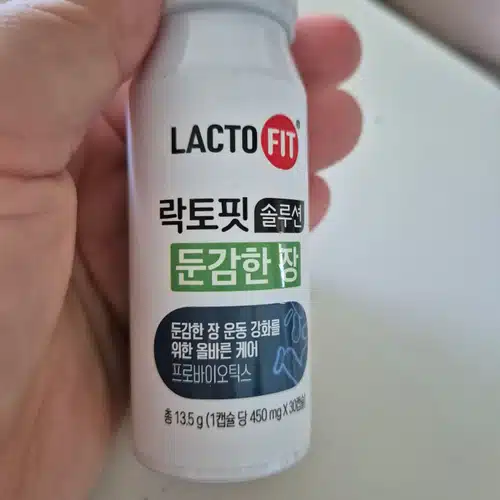 LACTO FIT®
락토핏 솔루션
둔감한 장
둔감한 장 운동 강화를
위한 올바른 케어
프로바이오틱스
총 13.5 g (1캡슐 당 450 mg X 30캡슐)